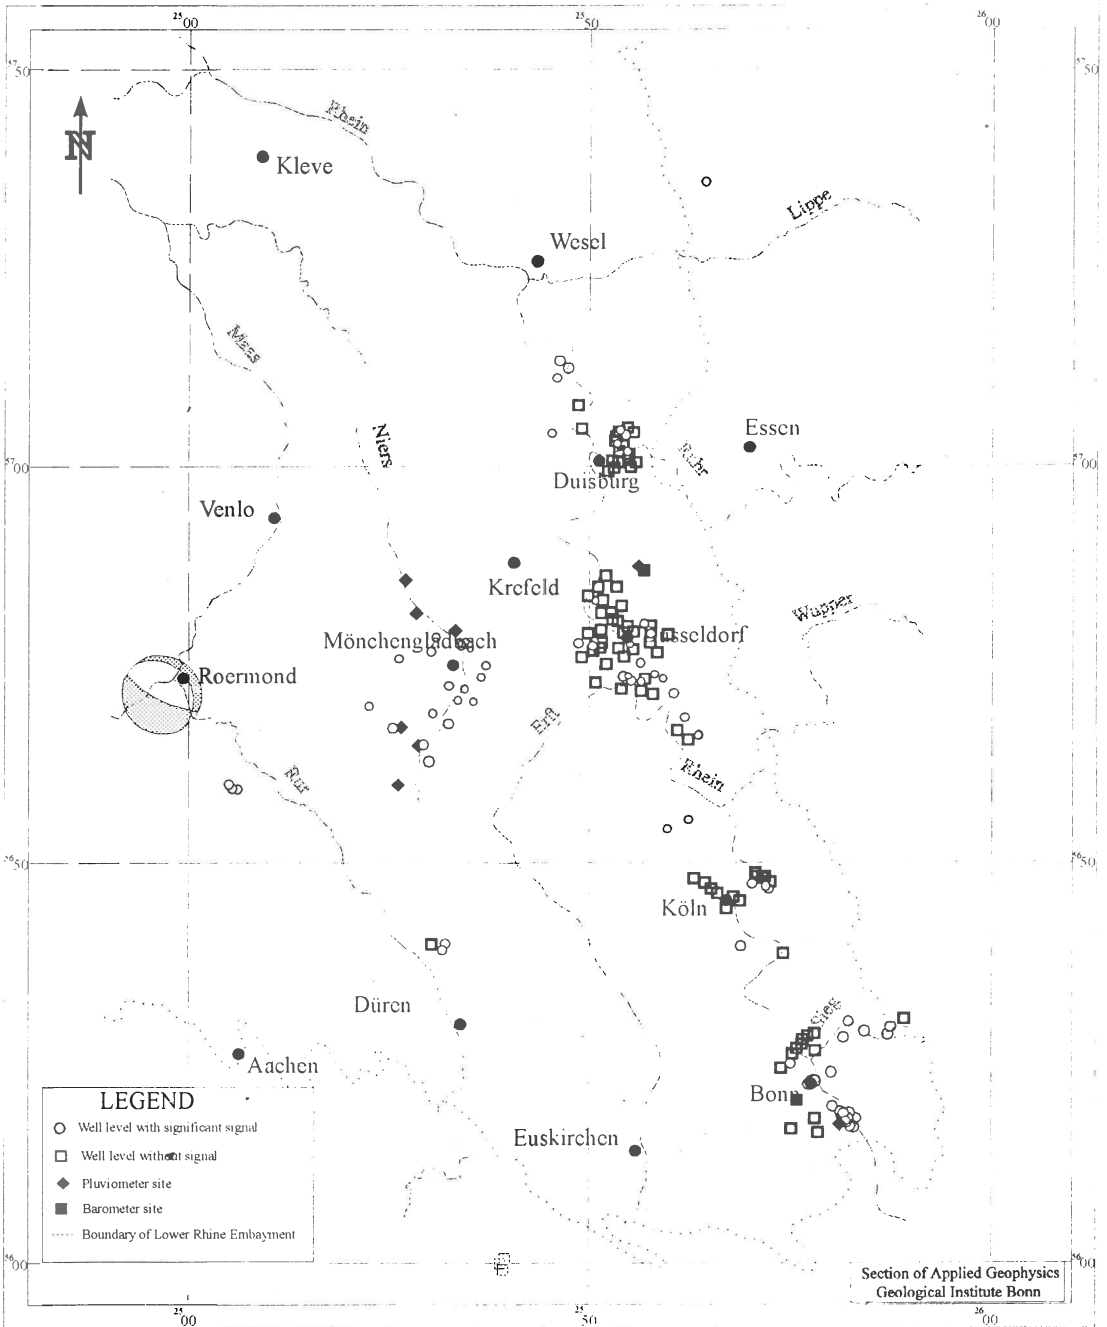 25 00
25 50
26 00
57 50
57 50
N
Rhein
Kleve
Lippe
Wesel
Maas
Niers
Essen
Ruhr
Duisburg
57 00
57 00
Venlo
Krefeld
Wupper
Mönchengladbach
Düsseldorf
Roermond
Erft
Rur
Rhein
56 50
56 50
Köln
Düren
Sieg
Aachen
Bonn
LEGEND
Well level with significant signal
Well level without signal
Pluviometer site
Barometer site
Boundary of Lower Rhine Embayment
Euskirchen
56 00
56 00
Section of Applied Geophysics
Geological Institute Bonn
25 00
25 50
26 00